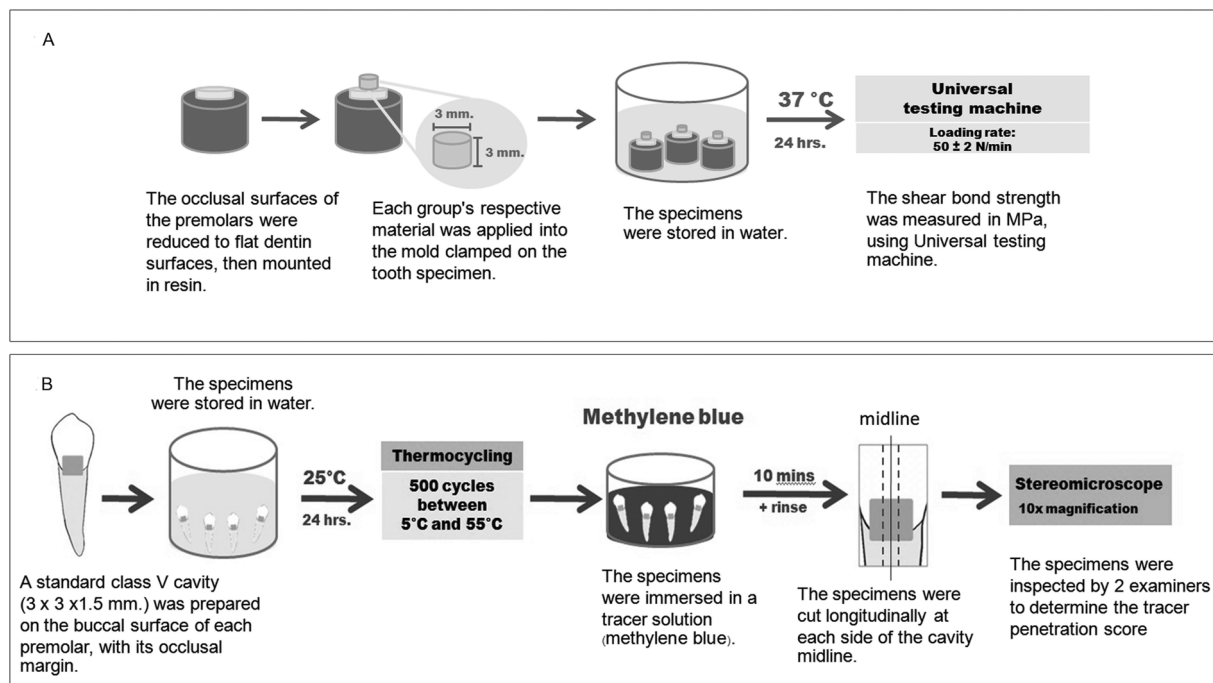 A
3 mm.
3 mm.
37 °C
24 hrs.
Universal
testing machine
Loading rate:
50 ± 2 N/min
The occlusal surfaces of
the premolars were
reduced to flat dentin
surfaces, then mounted
in resin.
Each group's respective
material was applied into
the mold clamped on the
tooth specimen.
The specimens
were stored in water.
The shear bond strength
was measured in MPa,
using Universal testing
machine.
B
The specimens
were stored in water.
25°C
24 hrs.
Thermocycling
500 cycles
between
5°C and 55°C
Methylene blue
10 mins
+ rinse
midline
Stereomicroscope
10x magnification
A standard class V cavity
(3 x 3 x1.5 mm.) was prepared
on the buccal surface of each
premolar, with its occlusal
margin.
The specimens
were immersed in a
tracer solution
(methylene blue).
The specimens were
cut longitudinally at
each side of the cavity
midline.
The specimens were
inspected by 2 examiners
to determine the tracer
penetration score